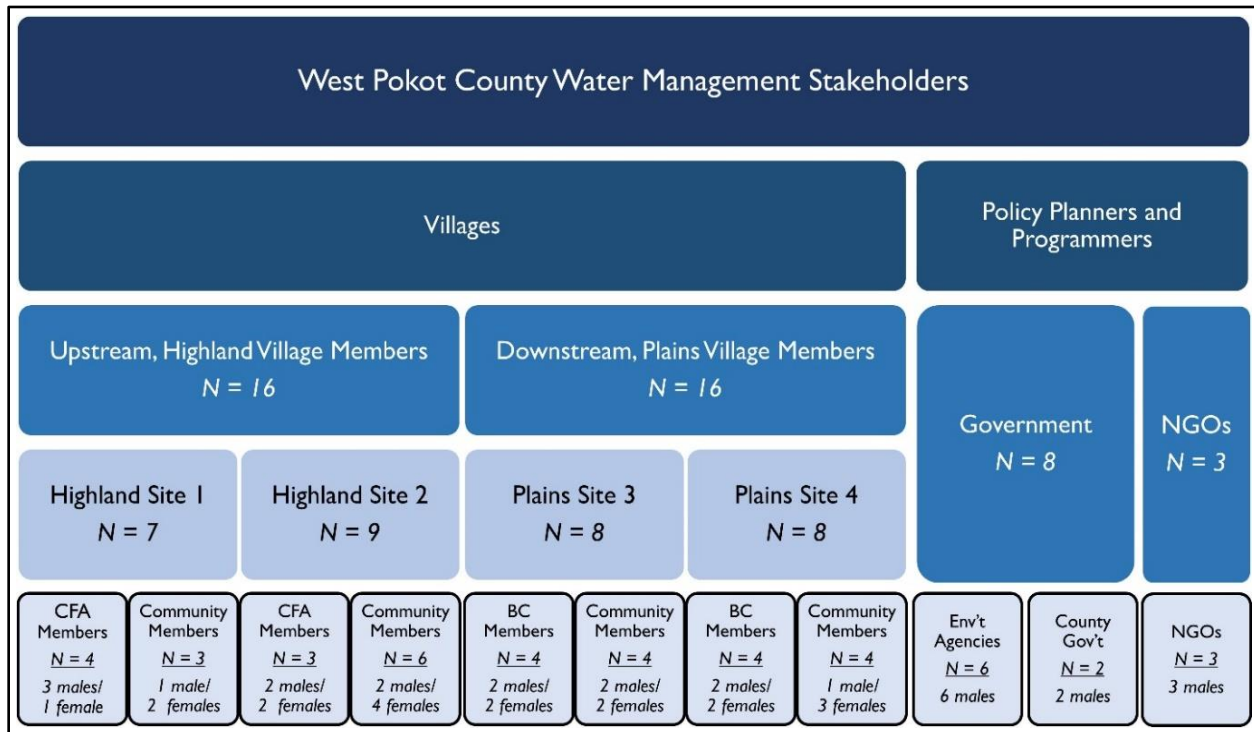 West Pokot County Water Management Stakeholders
Villages
Policy Planners and
Programmers
Upstream, Highland Village Members
N = 16
Downstream, Plains Village Members
N = 16
Government
N = 8
NGOs
N = 3
Highland Site 1
N = 7
Highland Site 2
N = 9
Plains Site 3
N = 8
Plains Site 4
N = 8
CFA
Members
N = 4
3 males/
1 female
Community
Members
N = 3
1 male/
2 females
CFA
Members
N = 3
2 males/
2 females
Community
Members
N = 6
2 males/
4 females
BC
Members
N = 4
2 males/
2 females
Community
Members
N = 4
2 males/
2 females
BC
Members
N = 4
2 males/
2 females
Community
Members
N = 4
1 male/
3 females
Env't
Agencies
N = 6
6 males
County
Gov't
N = 2
2 males
NGOs
N = 3
3 males